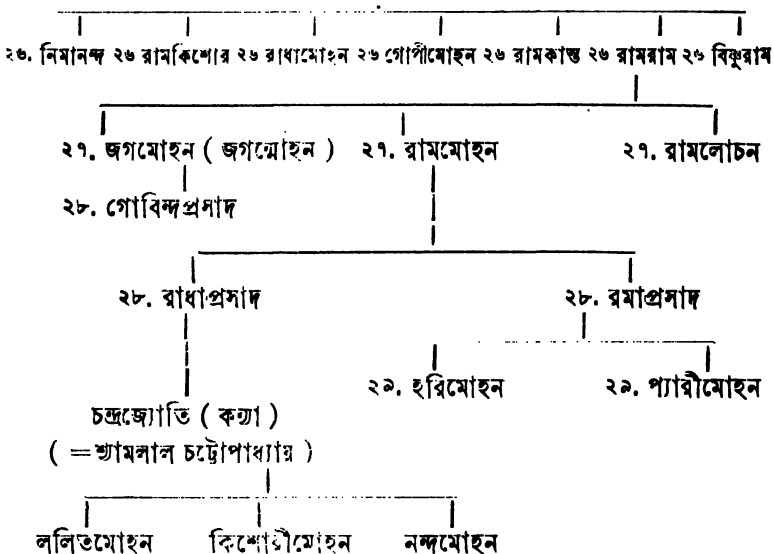 ২৬. নিমানন্দ ২৬ রামকিশোর ২৬ রাধামোহন ২৬ গোপীমোহন ২৬ রামকান্ত ২৬ রামরাম ২৬ বিষ্ণুরাম
২৭. জগমোহন ( জগন্মোহন ) ২৭. রামমোহন ২৭. রামলোচন
২৮. গোবিন্দপ্রসাদ
২৮. রাধাপ্রসাদ ২৮. রমাপ্রসাদ
২৯. হরিমোহন ২৯. প্যারীমোহন
চন্দ্রজ্যোতি ( কন্যা )
( =শ্যামলাল চট্টোপাধ্যায় )
ললিতমোহন কিশোরীমোহন নন্দমোহন